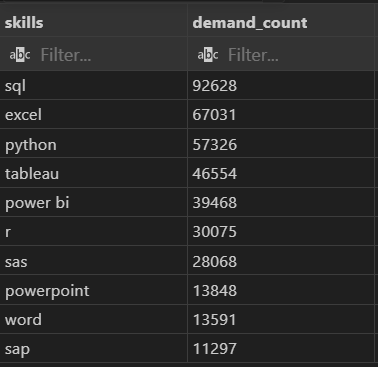 skills demand_count
abc Filter... abc Filter...
sql 92628
excel 67031
python 57326
tableau 46554
power bi 39468
r 30075
sas 28068
powerpoint 13848
word 13591
sap 11297